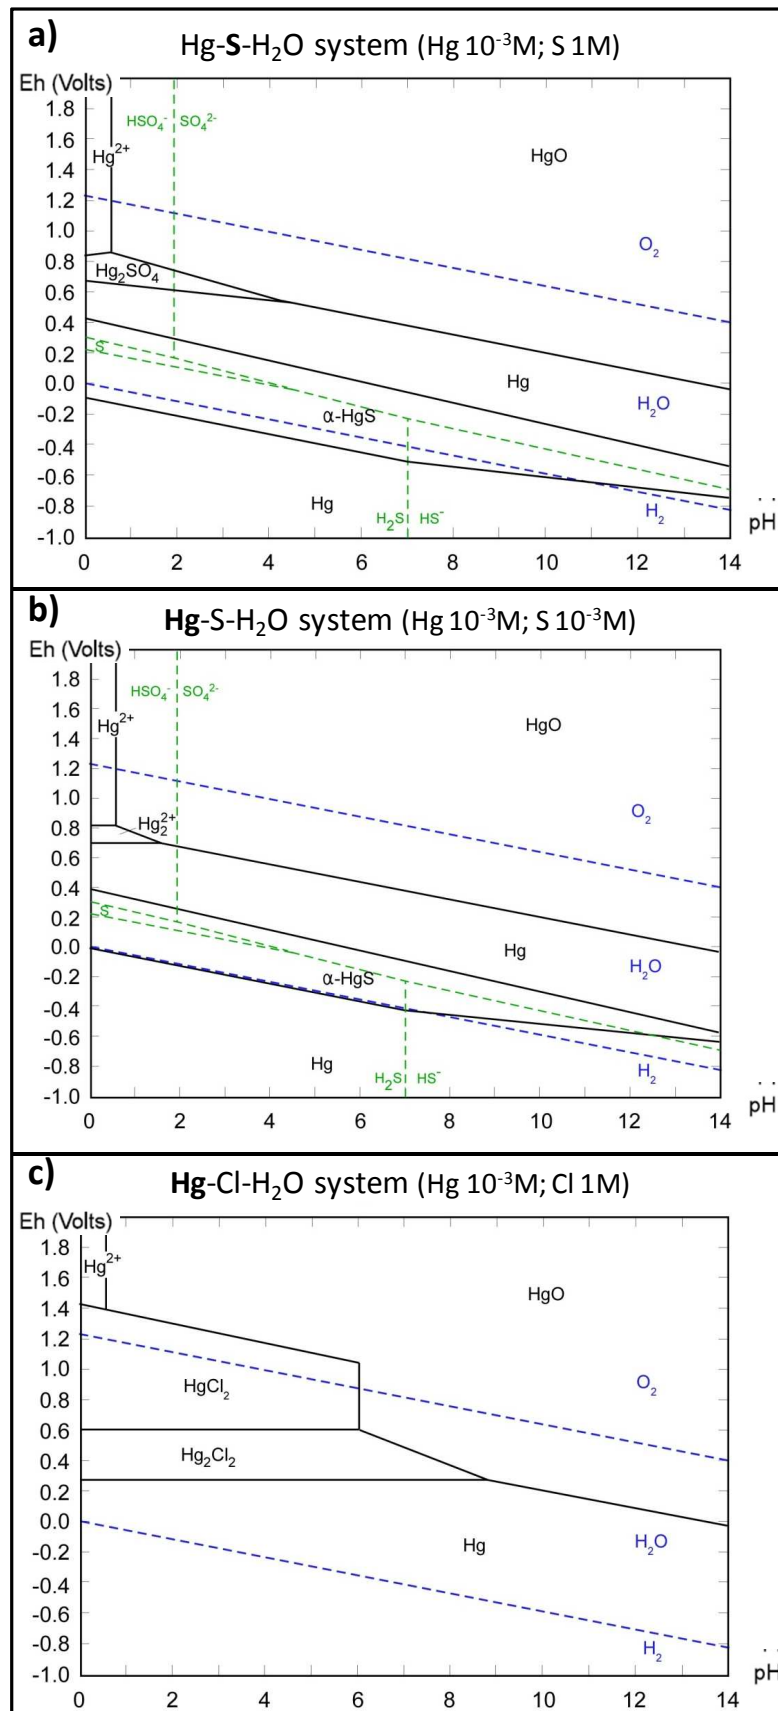 a) Hg-S-H₂O system (Hg 10⁻³M; S 1M)
Eh (Volts)
1.8
1.6
1.4
1.2
1.0
0.8
0.6
0.4
0.2
0.0
-0.2
-0.4
-0.6
-0.8
-1.0
HSO₄⁻ SO₄²⁻
Hg²⁺
HgO
O₂
Hg₂SO₄
S
Hg
H₂O
α-HgS
Hg
H₂S HS⁻
H₂
0 2 4 6 8 10 12 14
. .
pH
b) Hg-S-H₂O system (Hg 10⁻³M; S 10⁻³M)
Eh (Volts)
1.8
1.6
1.4
1.2
1.0
0.8
0.6
0.4
0.2
0.0
-0.2
-0.4
-0.6
-0.8
-1.0
HSO₄⁻ SO₄²⁻
Hg²⁺
HgO
O₂
Hg₂²⁺
S
Hg
H₂O
α-HgS
Hg
H₂S HS⁻
H₂
0 2 4 6 8 10 12 14
. .
pH
c) Hg-Cl-H₂O system (Hg 10⁻³M; Cl 1M)
Eh (Volts)
1.8
1.6
1.4
1.2
1.0
0.8
0.6
0.4
0.2
0.0
-0.2
-0.4
-0.6
-0.8
-1.0
Hg²⁺
HgO
HgCl₂
O₂
Hg₂Cl₂
Hg
H₂O
H₂
0 2 4 6 8 10 12 14
. .
pH